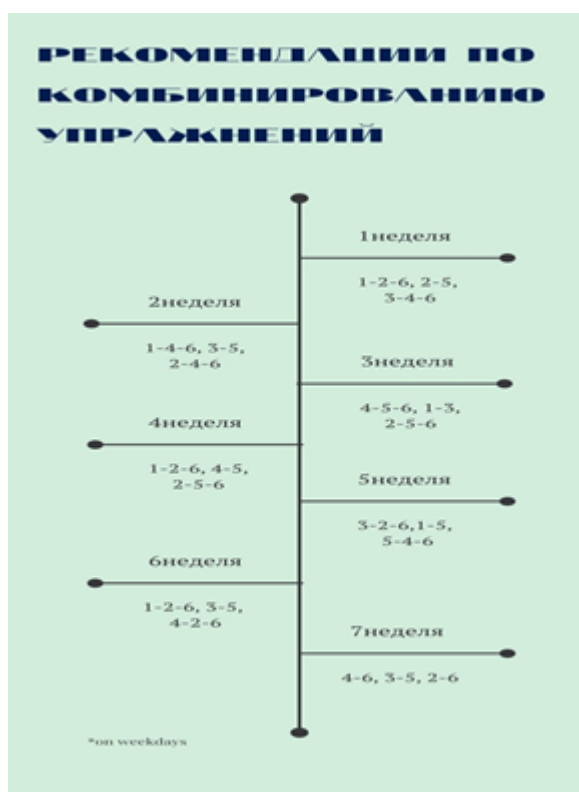 РЕКОМЕНДАЦИИ ПО
КОМБИНИРОВАНИЮ
УПРАЖНЕНИЙ
1неделя
1-2-6, 2-5,
3-4-6
2неделя
1-4-6, 3-5,
2-4-6
3неделя
4-5-6, 1-3,
2-5-6
4неделя
1-2-6, 4-5,
2-5-6
5неделя
3-2-6,1-5,
5-4-6
6неделя
1-2-6, 3-5,
4-2-6
7неделя
4-6, 3-5, 2-6
*on weekdays